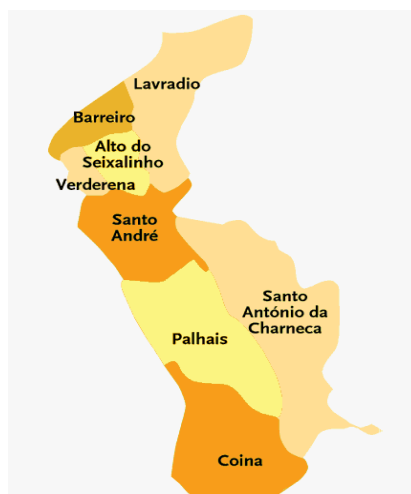 Lavradio
Barreiro
Alto do
Seixalinho
Verderena
Santo
André
Santo
António da
Charneca
Palhais
Coina